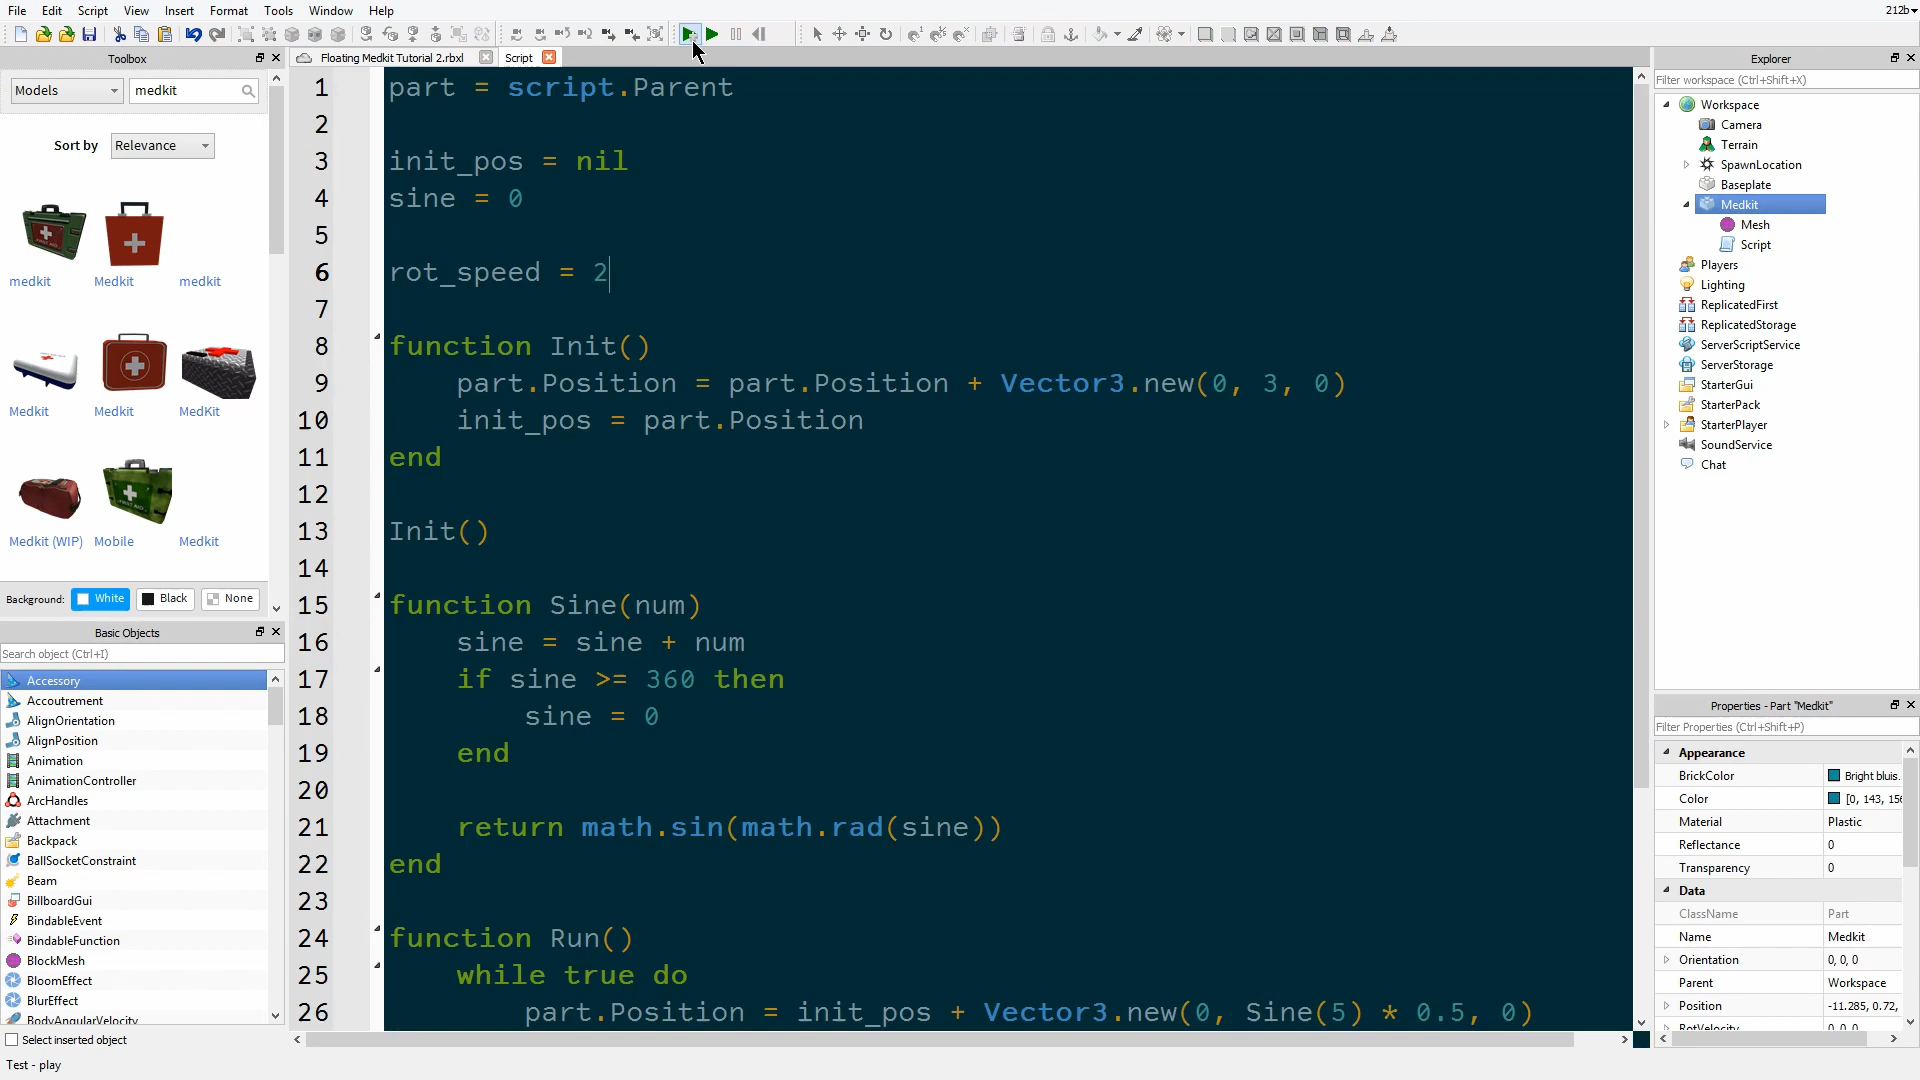 File Edit Script View Insert Format Tools Window Help
212b
Toolbox
Floating Medkit Tutorial 2.rbxl
Script
Explorer
Models
medkit
Sort by
Relevance
medkit Medkit medkit
Medkit Medkit MedKit
Medkit (WIP) Mobile Medkit
Background: White Black None
Basic Objects
Search object (Ctrl+I)
Accessory
Accoutrement
AlignOrientation
AlignPosition
Animation
AnimationController
ArcHandles
Attachment
Backpack
BallSocketConstraint
Beam
BillboardGui
BindableEvent
BindableFunction
BlockMesh
BloomEffect
BlurEffect
BodyAngularVelocity
Select inserted object
Test - play
1 part = script.Parent
2
3 init_pos = nil
4 sine = 0
5
6 rot_speed = 2
7
8 function Init()
9 part.Position = part.Position + Vector3.new(0, 3, 0)
10 init_pos = part.Position
11 end
12
13 Init()
14
15 function Sine(num)
16 sine = sine + num
17 if sine >= 360 then
18 sine = 0
19 end
20
21 return math.sin(math.rad(sine))
22 end
23
24 function Run()
25 while true do
26 part.Position = init_pos + Vector3.new(0, Sine(5) * 0.5, 0)
Filter workspace (Ctrl+Shift+X)
Workspace
Camera
Terrain
SpawnLocation
Baseplate
Medkit
Mesh
Script
Players
Lighting
ReplicatedFirst
ReplicatedStorage
ServerScriptService
ServerStorage
StarterGui
StarterPack
StarterPlayer
SoundService
Chat
Properties - Part "Medkit"
Filter Properties (Ctrl+Shift+P)
Appearance
BrickColor Bright bluis.
Color [0, 143, 156
Material Plastic
Reflectance 0
Transparency 0
Data
ClassName Part
Name Medkit
Orientation 0, 0, 0
Parent Workspace
Position -11.285, 0.72,
RotVelocity 0, 0, 0